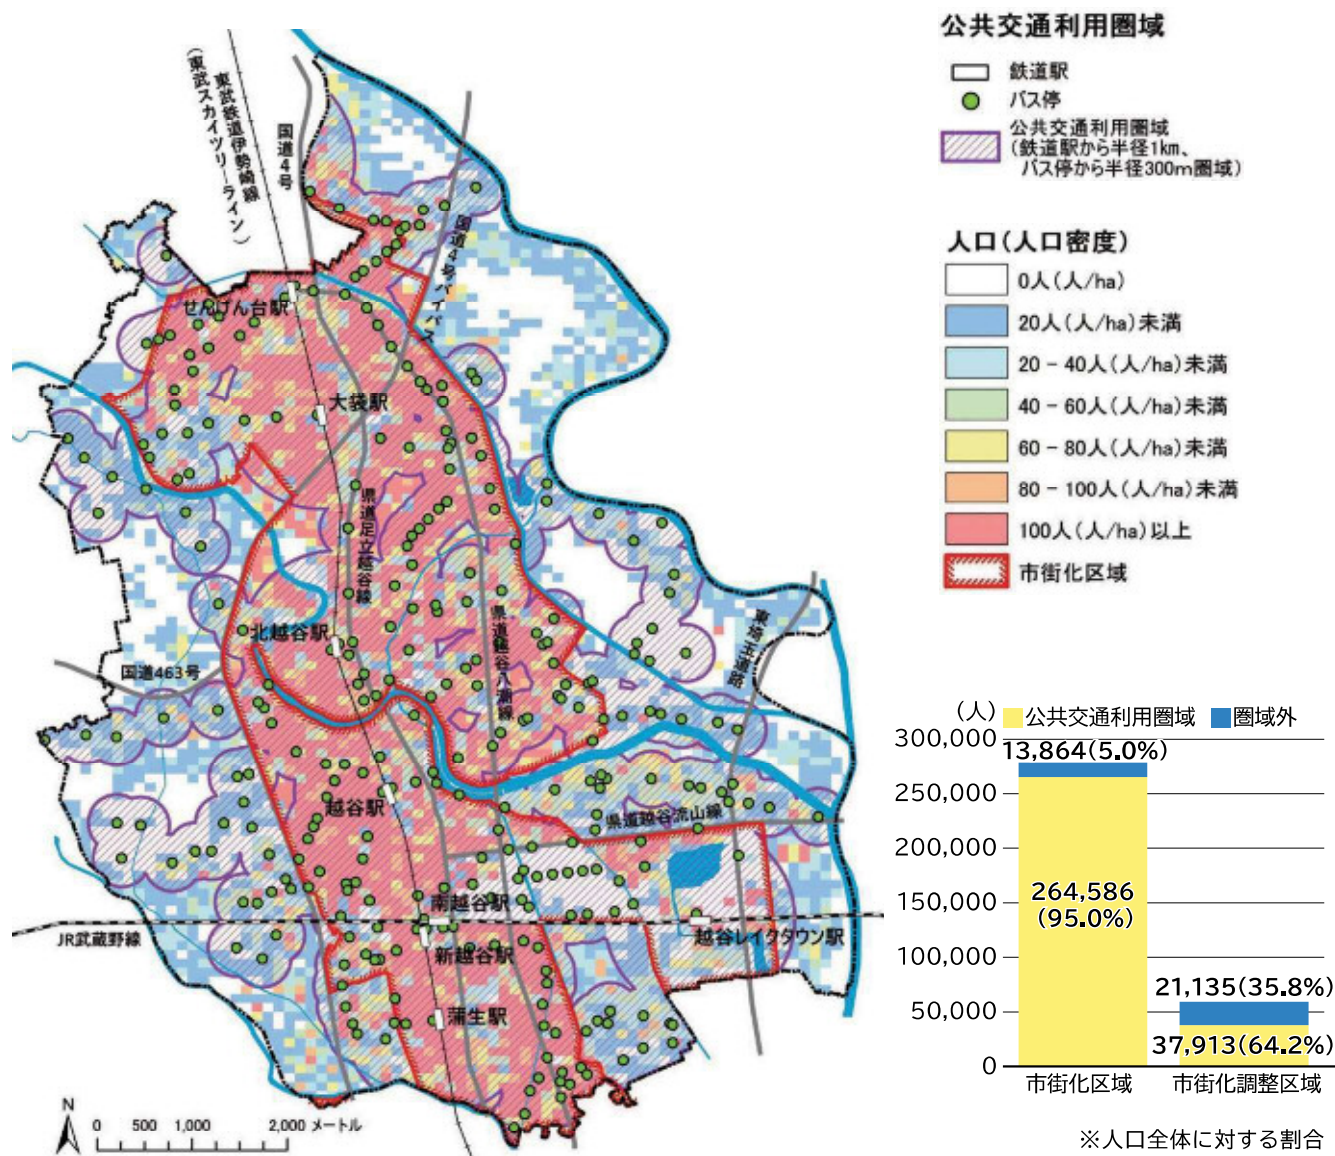 公共交通利用圏域
鉄道駅
バス停
公共交通利用圏域
(鉄道駅から半径1km、
バス停から半径300m圏域)
人口(人口密度)
0人(人/ha)
20人(人/ha)未満
20 - 40人(人/ha)未満
40 - 60人(人/ha)未満
60 - 80人(人/ha)未満
80 - 100人(人/ha)未満
100人(人/ha)以上
市街化区域
東武鉄道伊勢崎線
(東武スカイツリーライン)
国道4号
国道4号バイパス
せんげん台駅
大袋駅
県道足立越谷線
北越谷駅
県道越谷八潮線
東埼玉道路
国道463号
越谷駅
県道越谷流山線
南越谷駅
JR武蔵野線
新越谷駅
越谷レイクタウン駅
蒲生駅
N
0 500 1,000 2,000 メートル
(人)
公共交通利用圏域 圏域外
300,000
250,000
200,000
150,000
100,000
50,000
0
13,864(5.0%)
264,586
(95.0%)
21,135(35.8%)
37,913(64.2%)
市街化区域 市街化調整区域
※人口全体に対する割合